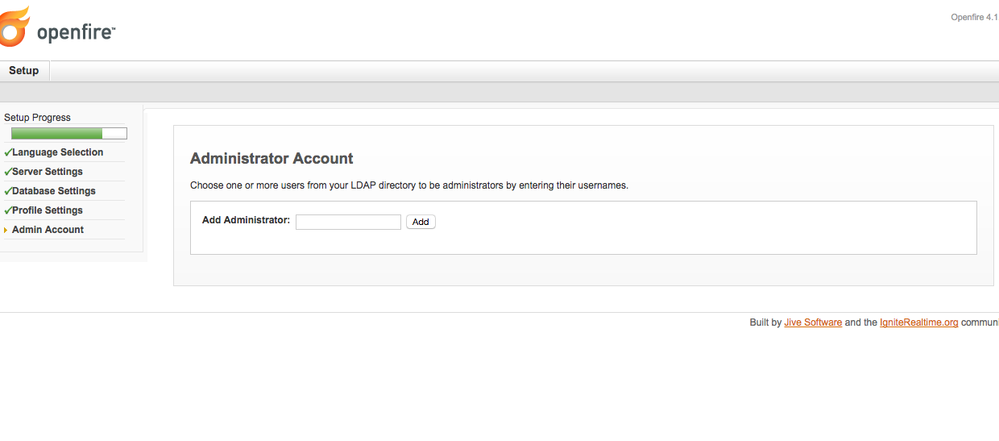 openfire™
Openfire 4.1
Setup
Setup Progress
Language Selection
Server Settings
Database Settings
Profile Settings
Admin Account
Administrator Account
Choose one or more users from your LDAP directory to be administrators by entering their usernames.
Add Administrator: Add
Built by Jive Software and the IgniteRealtime.org communi